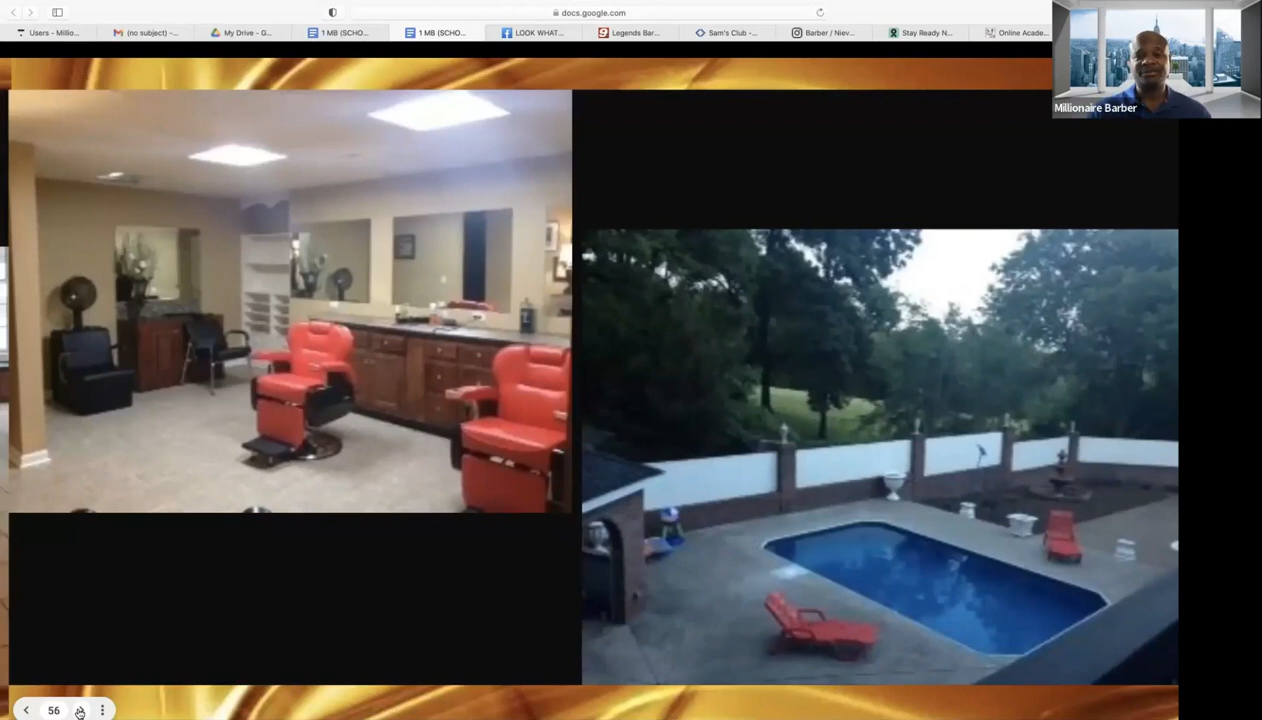 docs.google.com
Users - Millio...
(no subject) -...
My Drive - G...
1 MB (SCHO...
1 MB (SCHO...
LOOK WHAT...
Legends Bar...
Sam's Club -...
Barber / Niev...
Stay Ready N...
Online Acade...
Millionaire Barber
56